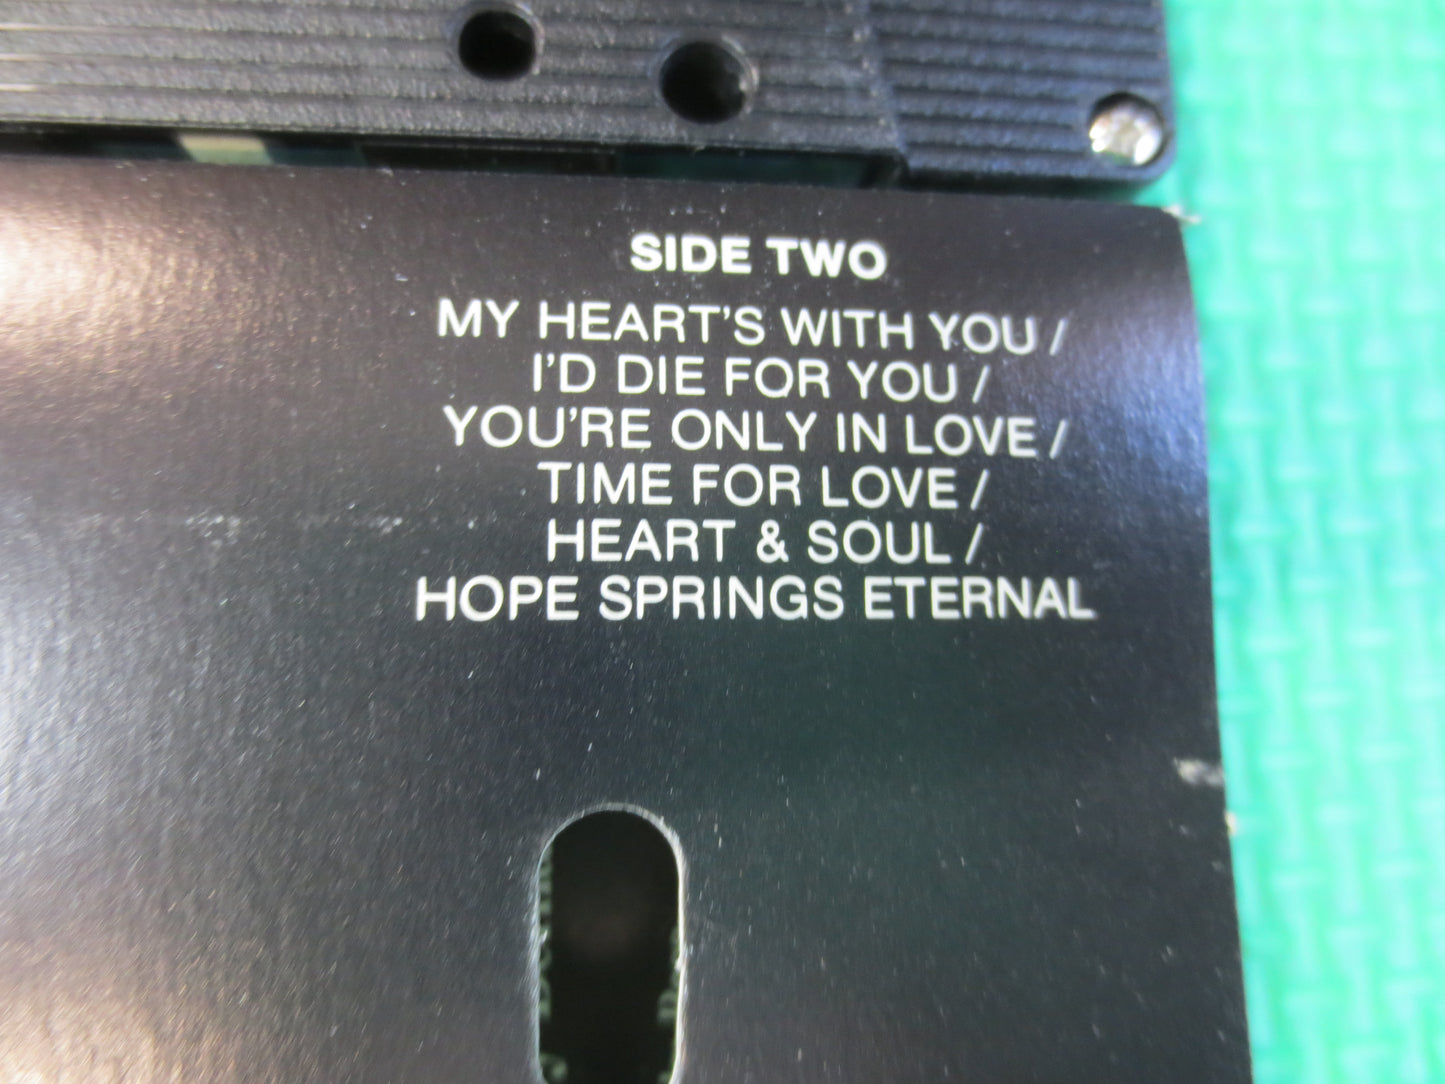 SIDE TWO
MY HEART'S WITH YOU /
I'D DIE FOR YOU /
YOU'RE ONLY IN LOVE /
TIME FOR LOVE /
HEART & SOUL /
HOPE SPRINGS ETERNAL